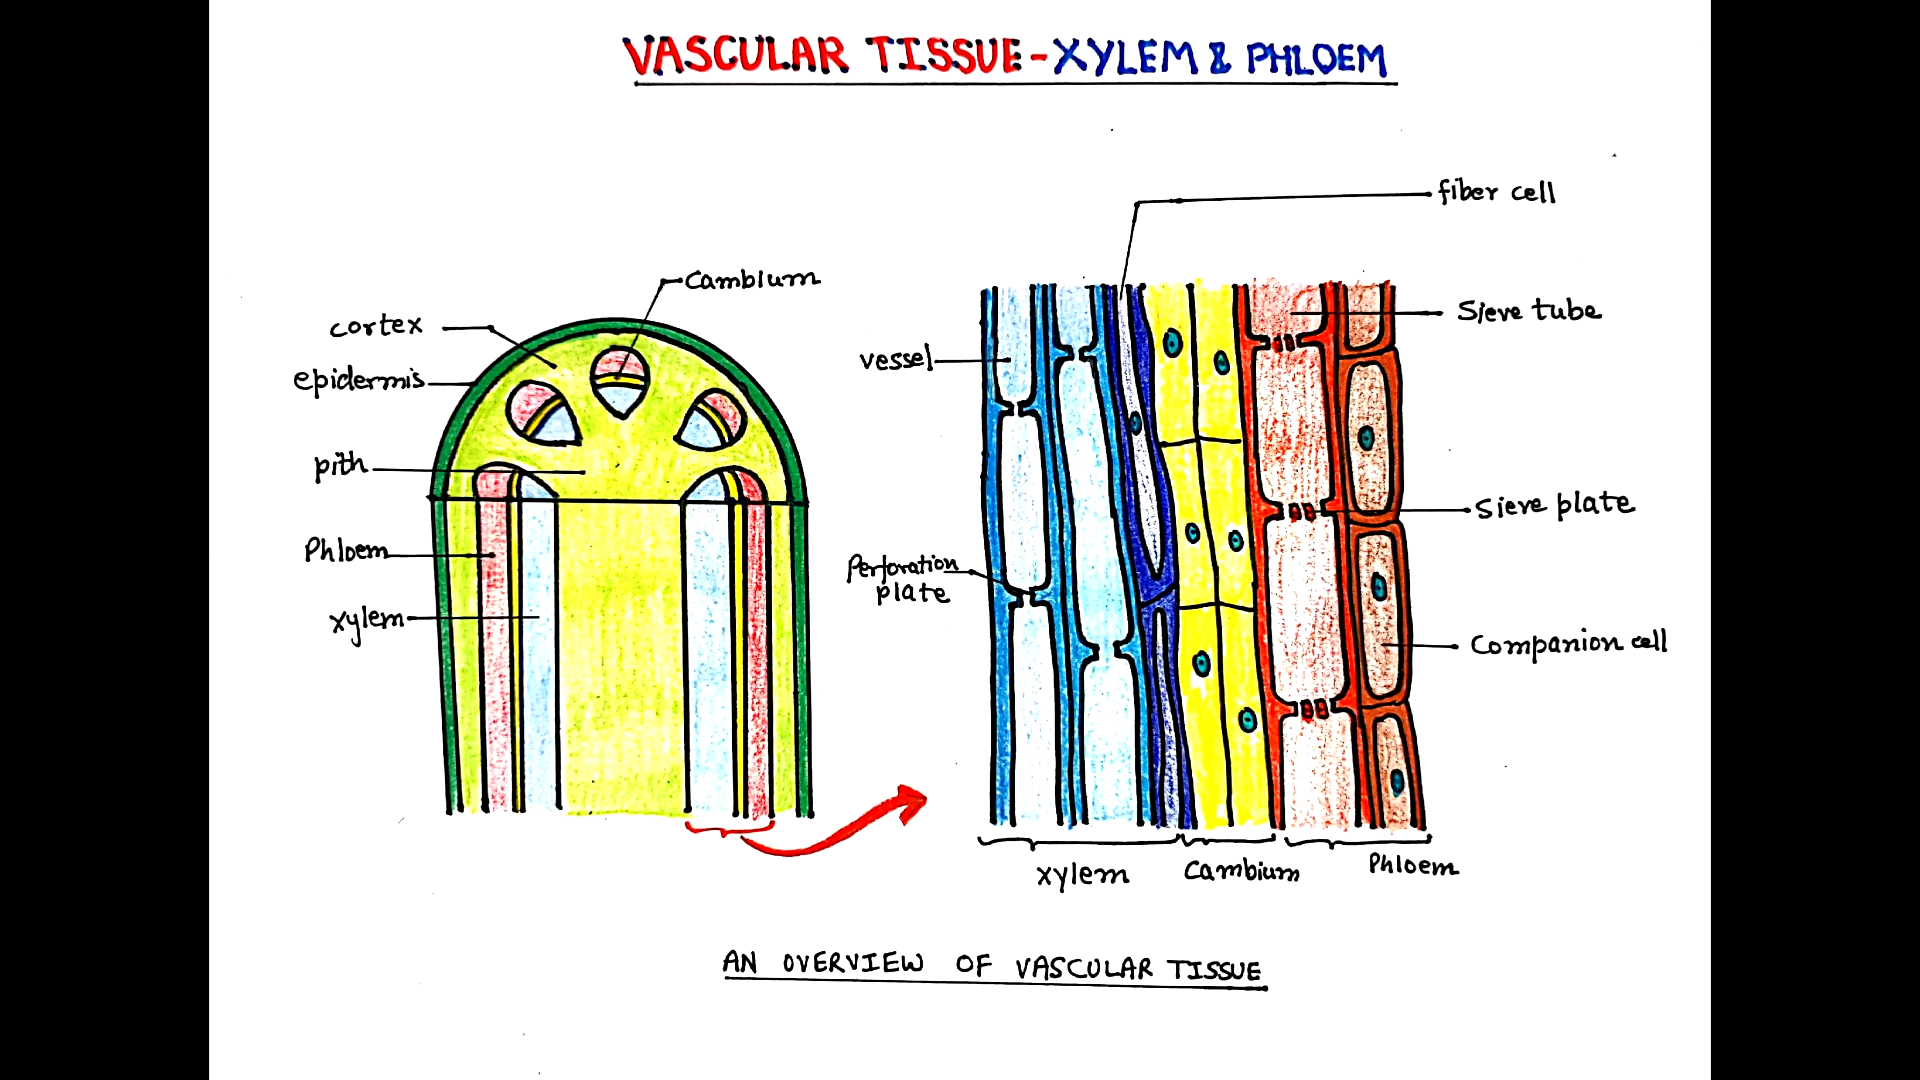 VASCULAR TISSUE-XYLEM & PHLOEM
fiber cell
Cambium
Sieve tube
cortex
vessel
epidermis
pith
Sieve plate
Phloem
Perforation
plate
xylem
Companion cell
xylem
Cambium
Phloem
AN OVERVIEW OF VASCULAR TISSUE